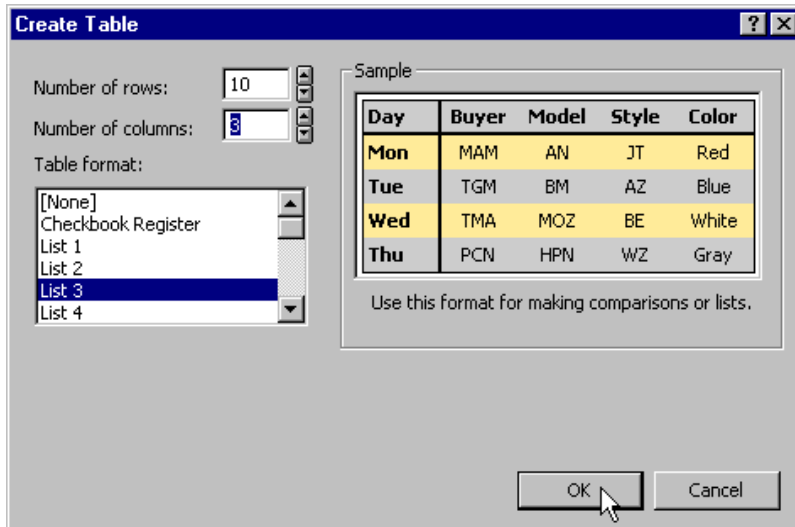 Create Table
Number of rows: 10
Number of columns: 3
Table format:
[None]
Checkbook Register
List 1
List 2
List 3
List 4
Sample
Day Buyer Model Style Color
Mon MAM AN JT Red
Tue TGM BM AZ Blue
Wed TMA MOZ BE White
Thu PCN HPN WZ Gray
Use this format for making comparisons or lists.
OK Cancel